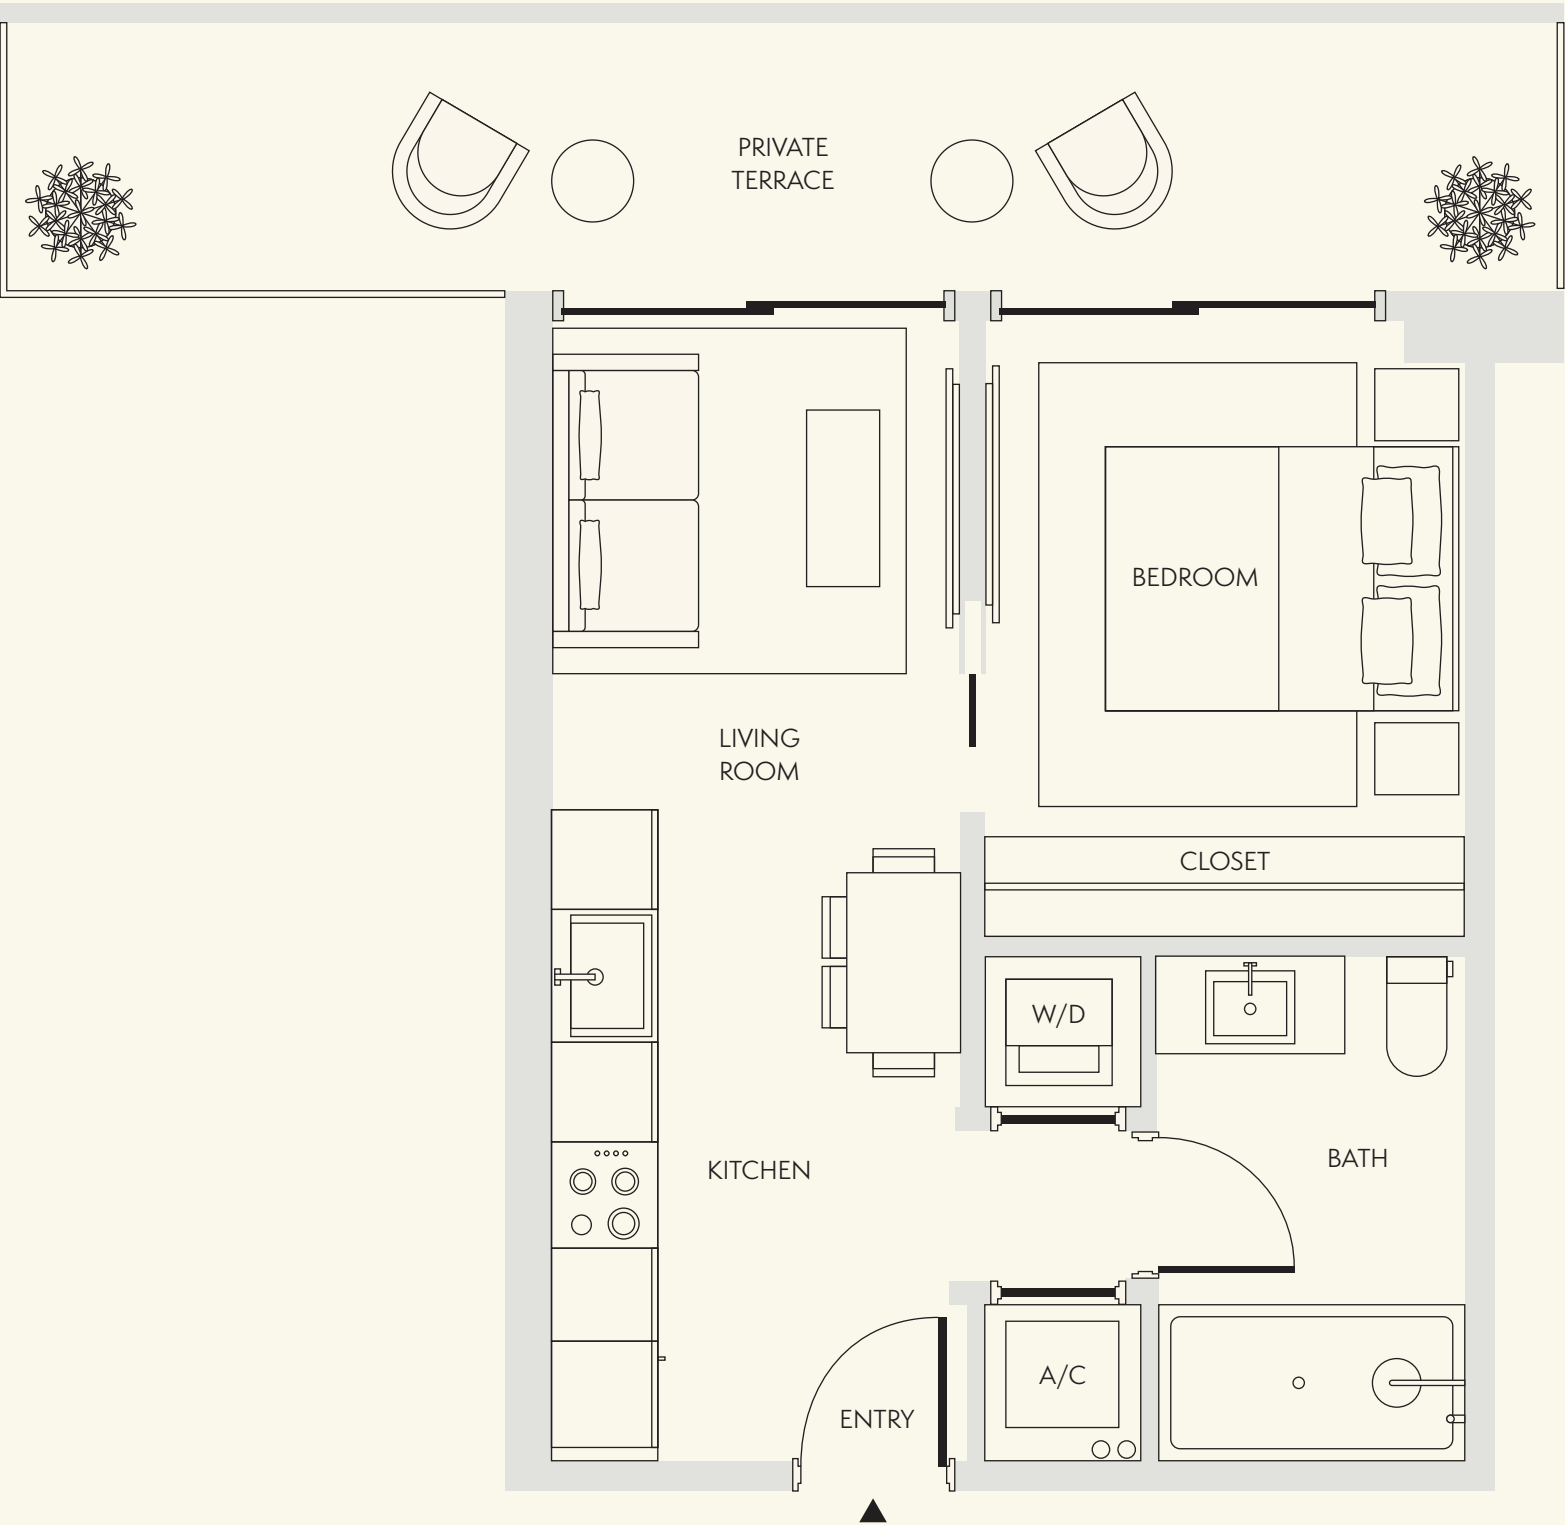 PRIVATE
TERRACE
BEDROOM
LIVING
ROOM
CLOSET
W/D
KITCHEN
BATH
A/C
ENTRY